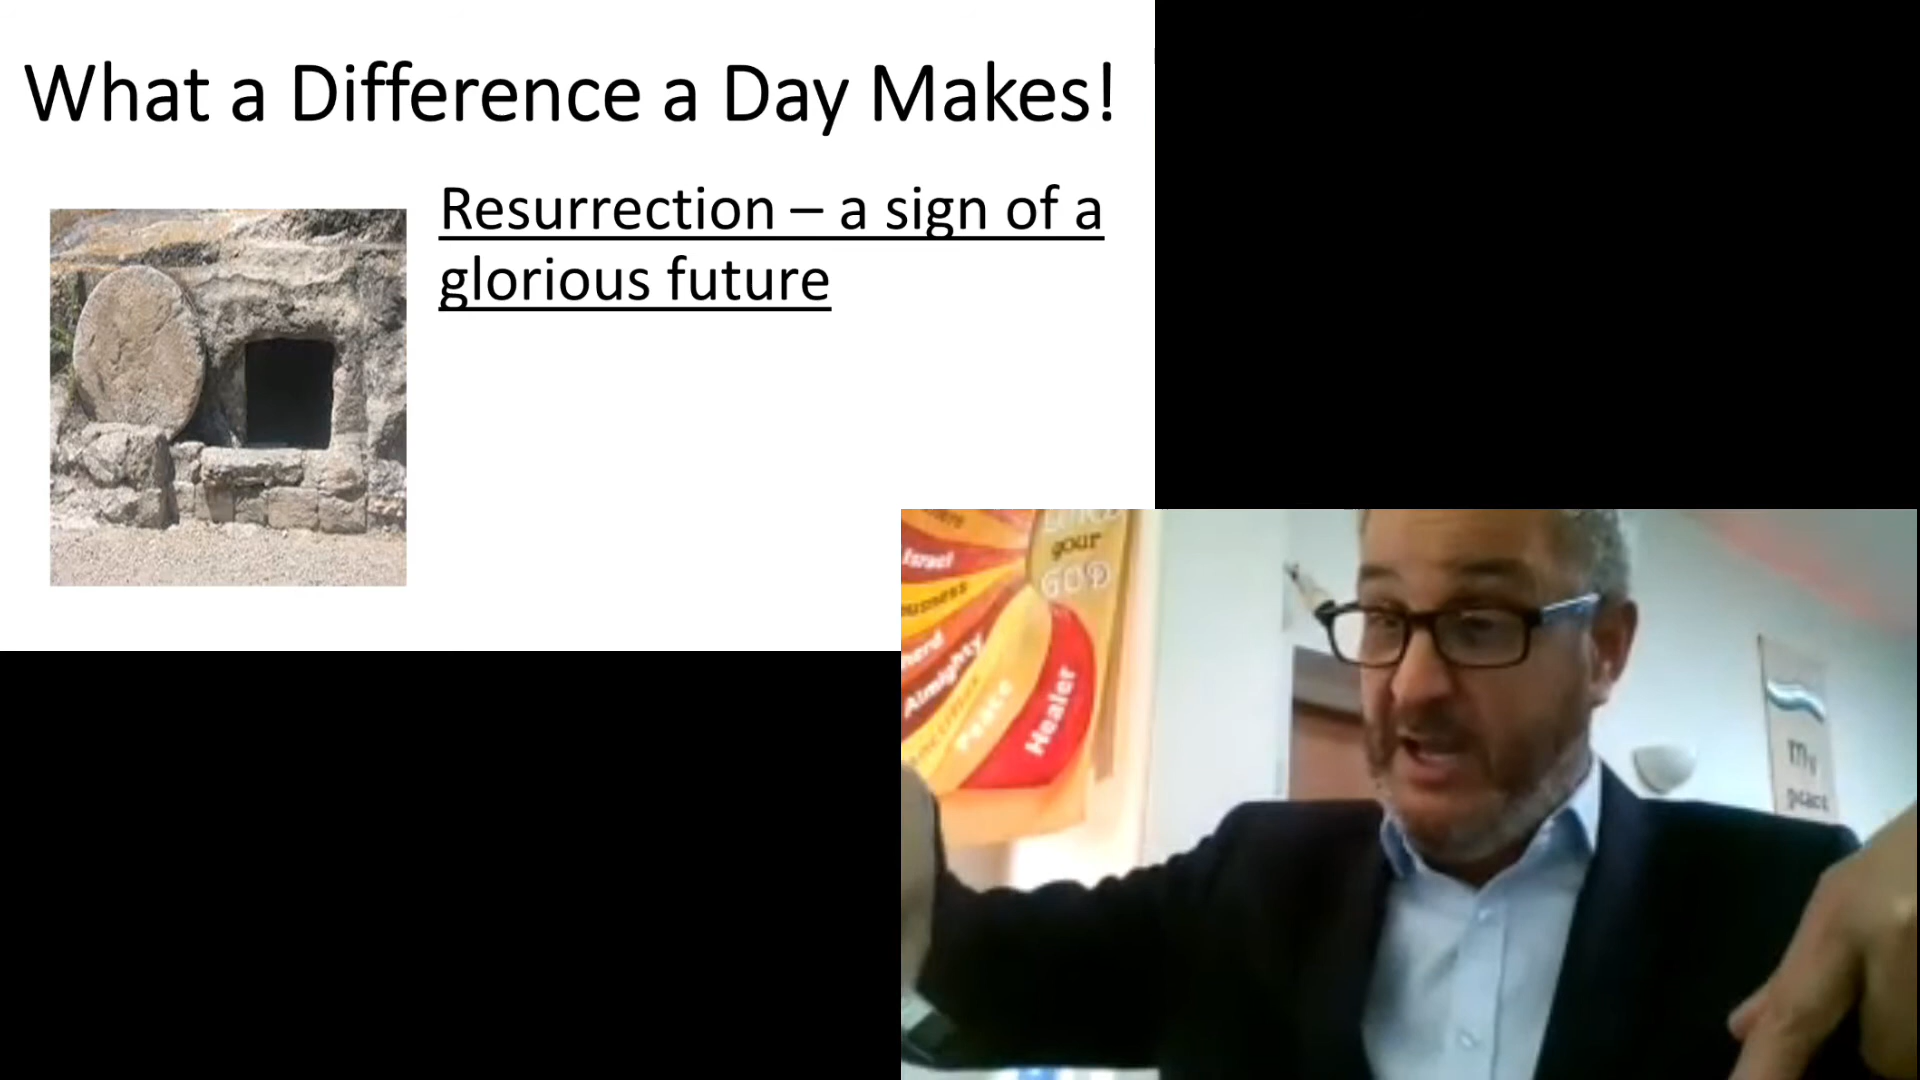 What a Difference a Day Makes!
Resurrection – a sign of a
glorious future
your
GOD
Israel
Almighty
Peace
Healer
my
peace